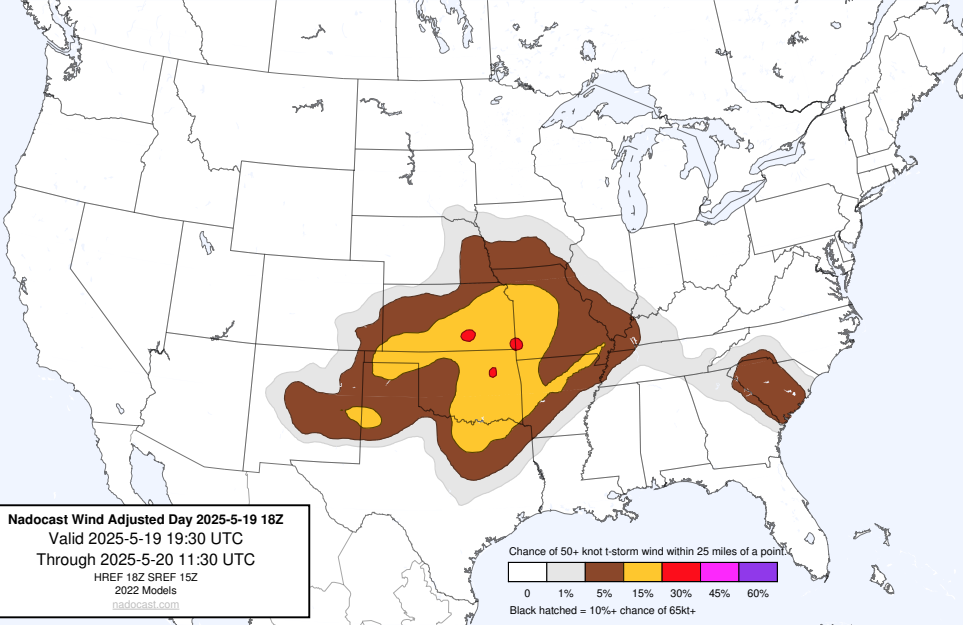 Nadocast Wind Adjusted Day 2025-5-19 18Z
Valid 2025-5-19 19:30 UTC
Through 2025-5-20 11:30 UTC
HREF 18Z SREF 15Z
2022 Models
nadocast.com
Chance of 50+ knot t-storm wind within 25 miles of a point.
0 1% 5% 15% 30% 45% 60%
Black hatched = 10%+ chance of 65kt+